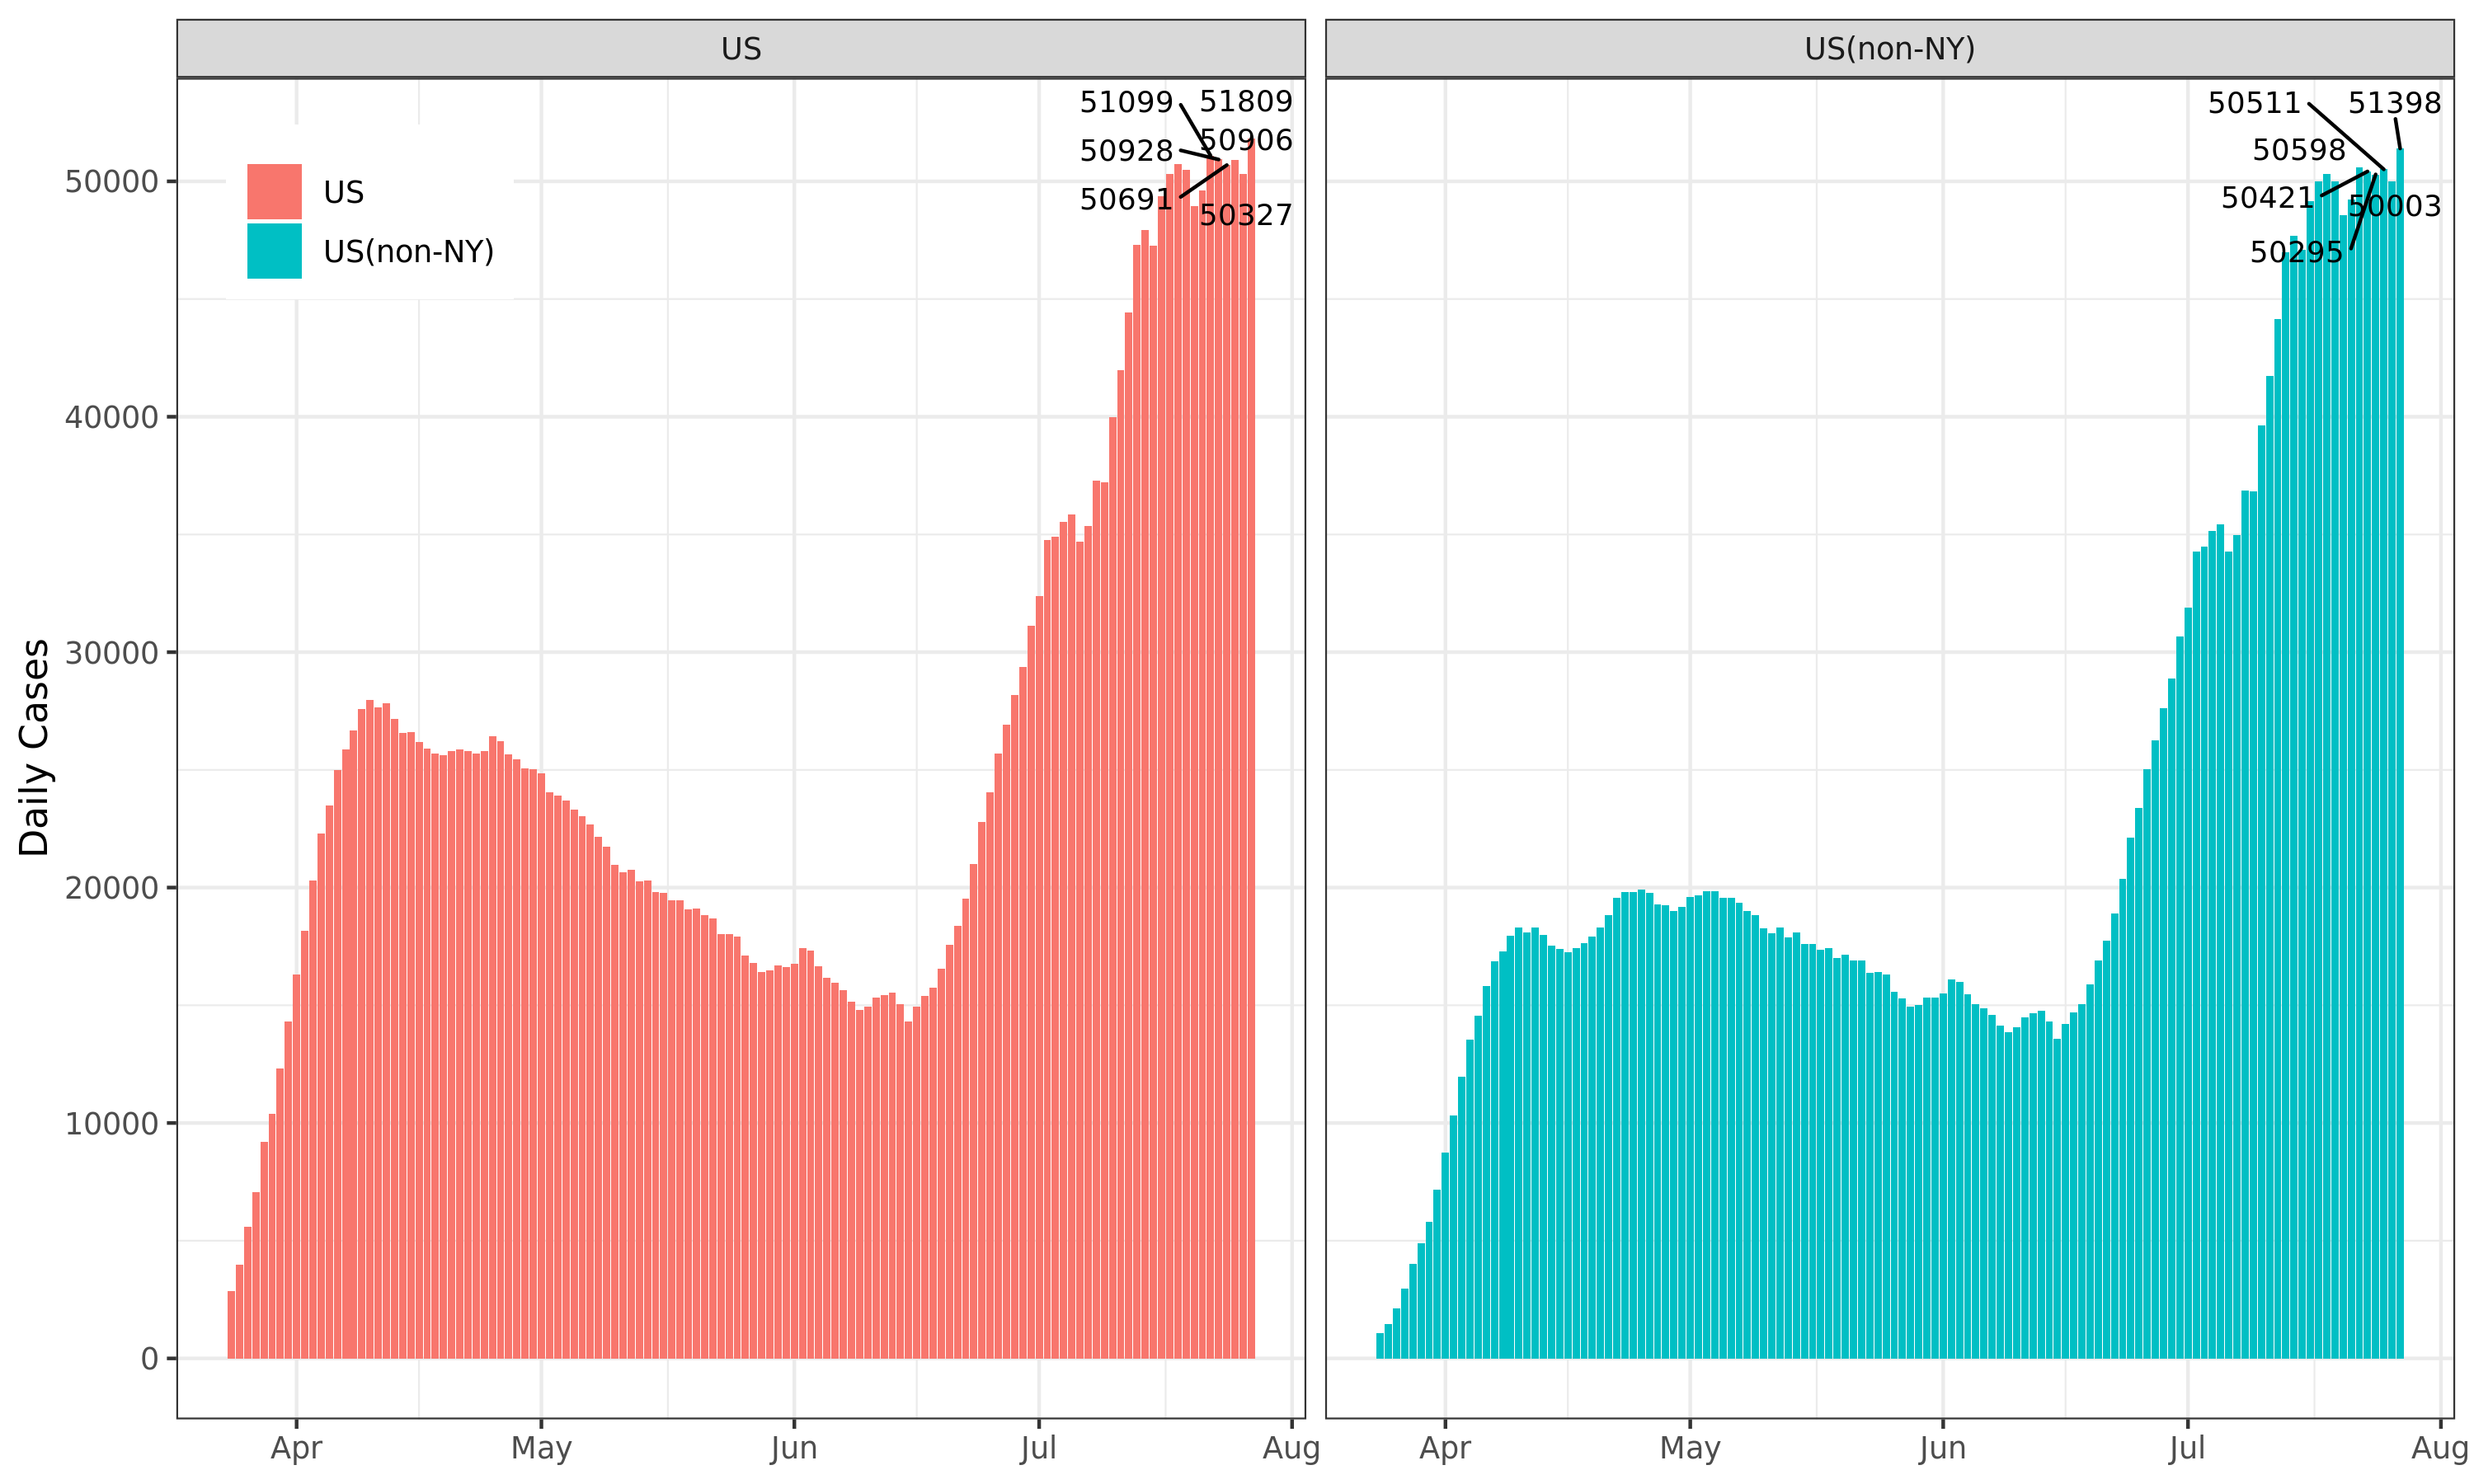 US
US(non-NY)
51099
51809
50906
50928
50691
50327
50511
51398
50598
50421
50003
50295
US
US(non-NY)
Daily Cases
50000
40000
30000
20000
10000
0
Apr
May
Jun
Jul
Aug
Apr
May
Jun
Jul
Aug